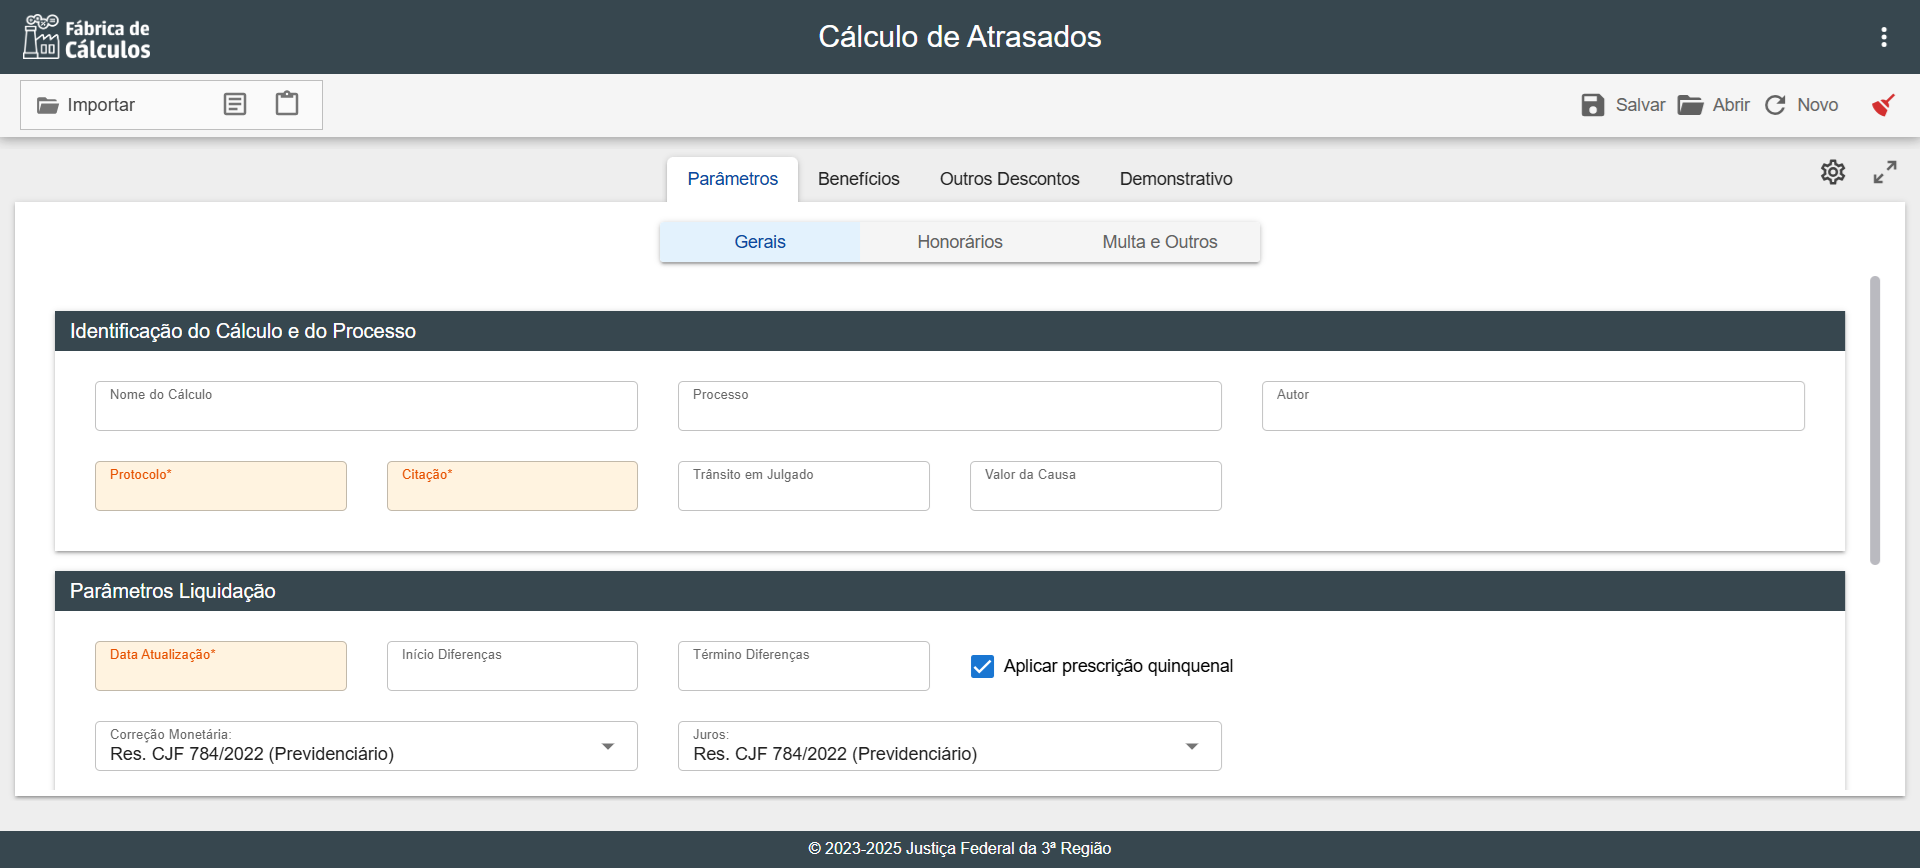 Fábrica de
Cálculos
Cálculo de Atrasados
Importar
Salvar Abrir Novo
Parâmetros Benefícios Outros Descontos Demonstrativo
Gerais Honorários Multa e Outros
Identificação do Cálculo e do Processo
Nome do Cálculo Processo Autor
Protocolo* Citação* Trânsito em Julgado Valor da Causa
Parâmetros Liquidação
Data Atualização* Início Diferenças Término Diferenças
Aplicar prescrição quinquenal
Correção Monetária: Juros:
Res. CJF 784/2022 (Previdenciário) Res. CJF 784/2022 (Previdenciário)
© 2023-2025 Justiça Federal da 3ª Região